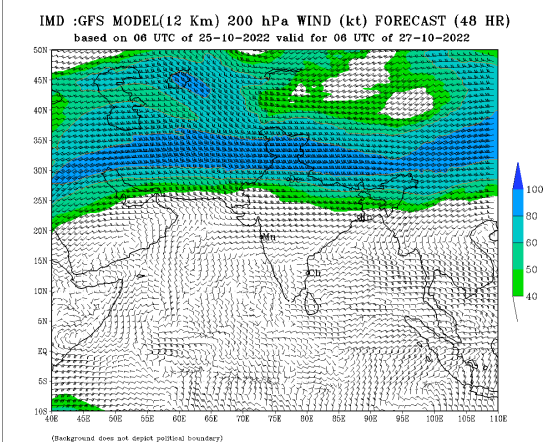 IMD :GFS MODEL(12 Km) 200 hPa WIND (kt) FORECAST (48 HR)
based on 06 UTC of 25-10-2022 valid for 06 UTC of 27-10-2022
50N
45N
40N
35N
30N
25N
20N
15N
10N
5N
EQ
5S
10S
40E 45E 50E 55E 60E 65E 70E 75E 80E 85E 90E 95E 100E 105E 110E
100
80
60
50
40
Mu
Ch
(Background does not depict political boundary)